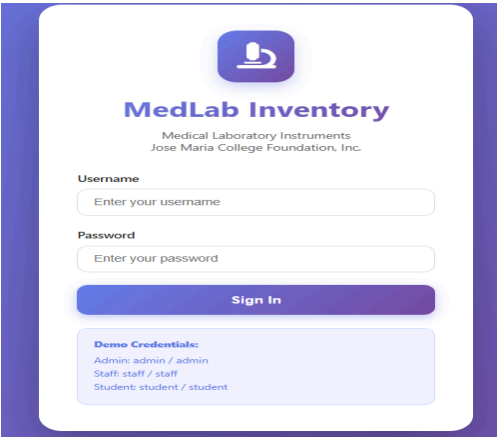 MedLab Inventory
Medical Laboratory Instruments
Jose Maria College Foundation, Inc.
Username
Enter your username
Password
Enter your password
Sign In
Demo Credentials:
Admin: admin / admin
Staff: staff / staff
Student: student / student